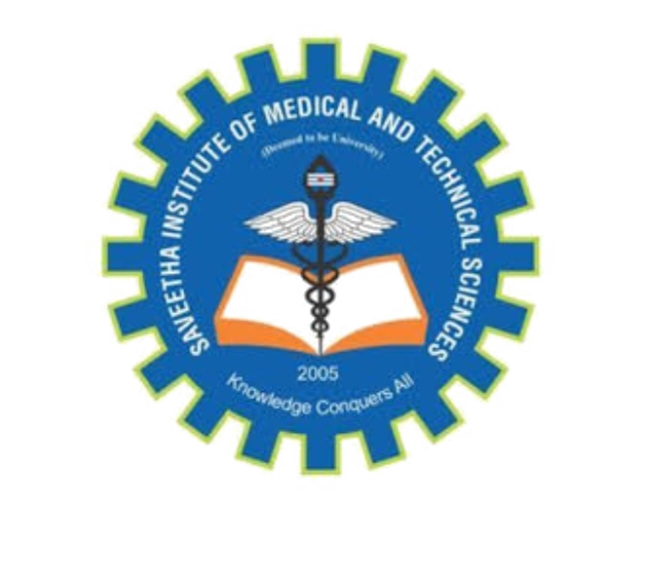 SAVEETHA INSTITUTE OF MEDICAL AND TECHNICAL SCIENCES
(Deemed to be University)
2005
Knowledge Conquers All